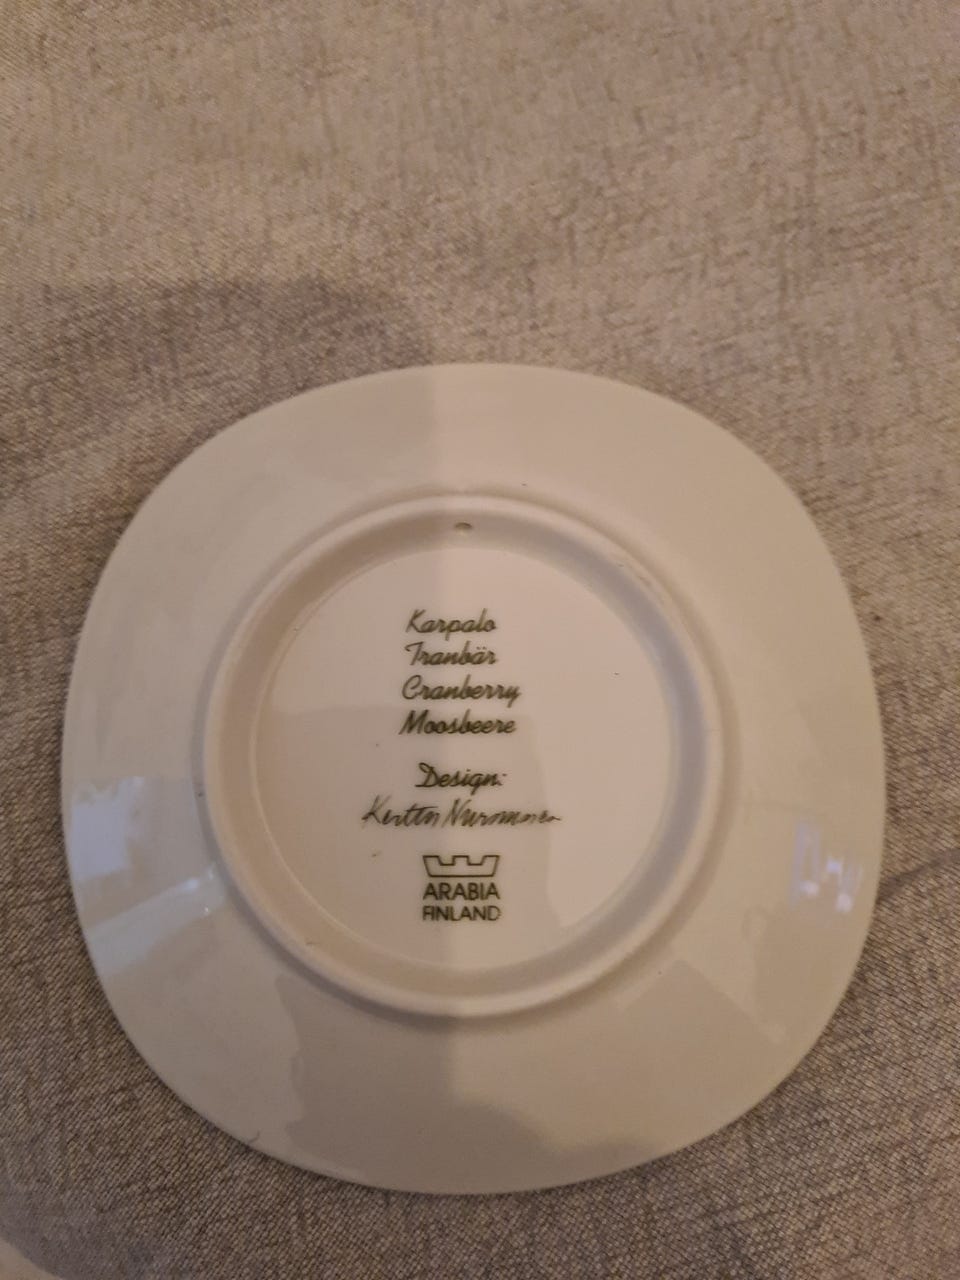 Karpalo
Tranbär
Cranberry
Moosbeere
Design:
Kerttu Nurminen
ARABIA
FINLAND